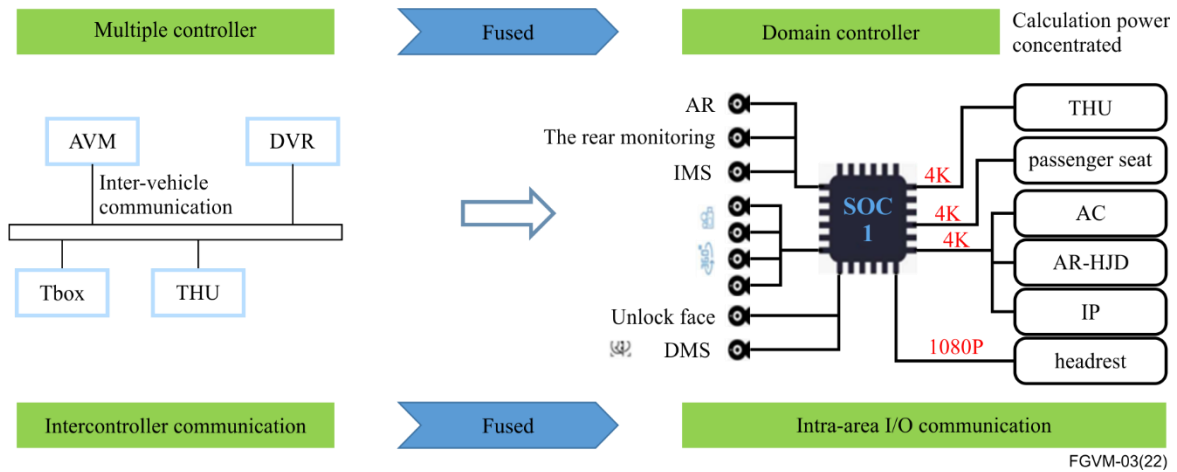 Multiple controller
Fused
Domain controller
Calculation power
concentrated
AVM
DVR
Inter-vehicle
communication
Tbox
THU
AR
The rear monitoring
IMS
360°
Unlock face
DMS
SOC
1
4K
4K
4K
1080P
THU
passenger seat
AC
AR-HJD
IP
headrest
Intercontroller communication
Fused
Intra-area I/O communication
FGVM-03(22)